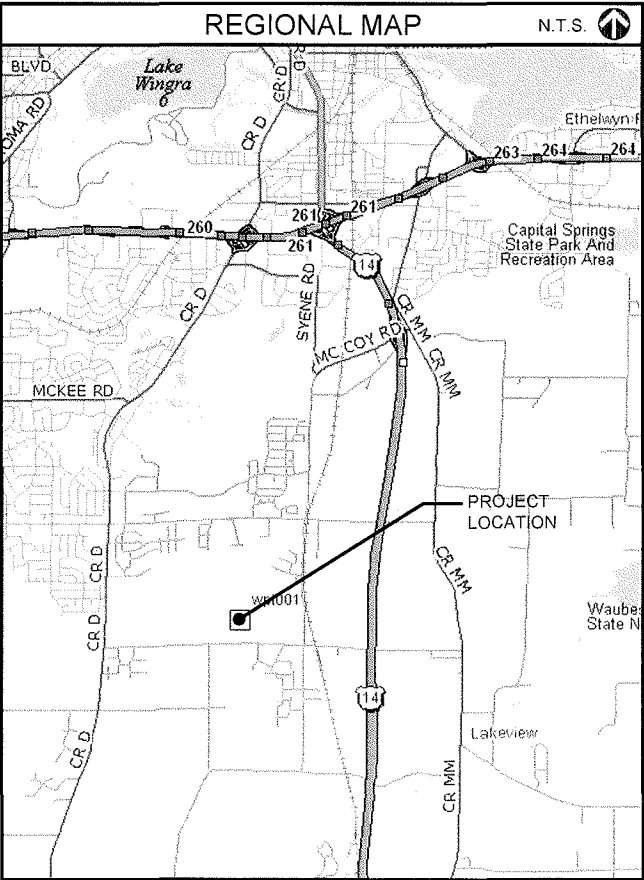 REGIONAL MAP
N.T.S.
BLVD
Lake
Wingra
6
CR D
R D
OMA RD
CR D
Ethelwyn
263
264
264
261
261
260
261
14
Capital Springs
State Park And
Recreation Area
SYENE RD
CR D
CR MM
MC COY RD
CR MM
MCKEE RD
PROJECT
LOCATION
CR D
CR MM
wpl001
CR D
Waube
State N
14
Lakeview
CR D
CR MM